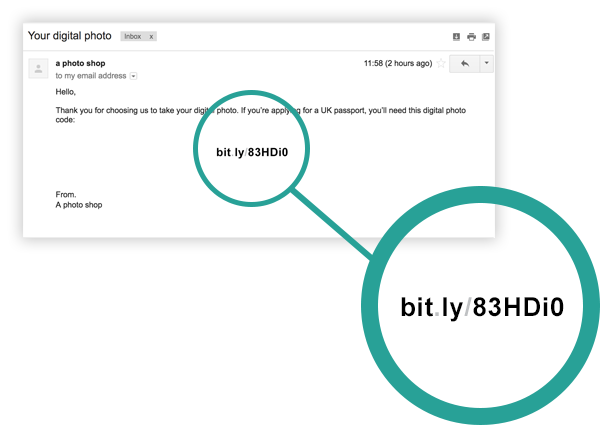 Your digital photo Inbox x
a photo shop 11:58 (2 hours ago)
to my email address
Hello,
Thank you for choosing us to take your digital photo. If you're applying for a UK passport, you'll need this digital photo
code:
bit.ly/83HDi0
From.
A photo shop
bit.ly/83HDi0